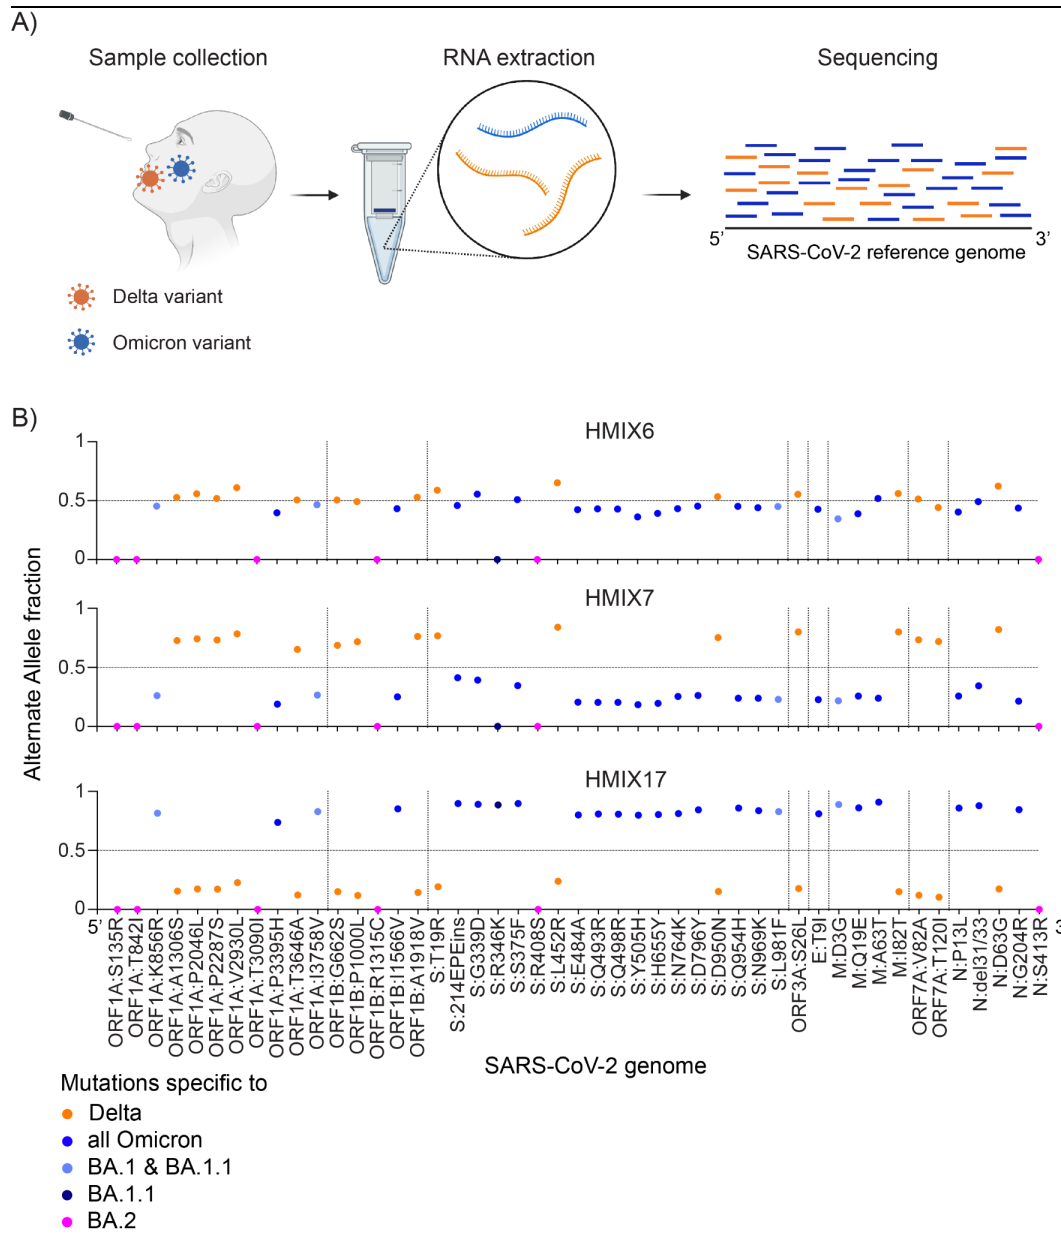 A)
Sample collection
RNA extraction
Sequencing
5’
3’
SARS-CoV-2 reference genome
Delta variant
Omicron variant
B)
HMIX6
1
0.5
0
HMIX7
1
0.5
0
HMIX17
1
0.5
0
Alternate Allele fraction
5’
ORF1A:S135R
ORF1A:T842I
ORF1A:K856R
ORF1A:A1306S
ORF1A:P2046L
ORF1A:P2287S
ORF1A:V2930L
ORF1A:T3090I
ORF1A:P3395H
ORF1A:T3646A
ORF1A:I3758V
ORF1B:G662S
ORF1B:P1000L
ORF1B:R1315C
ORF1B:I1566V
ORF1B:A1918V
S:T19R
S:214EPEins
S:G339D
S:R346K
S:S375F
S:R408S
S:L452R
S:E484A
S:Q493R
S:Q498R
S:Y505H
S:H655Y
S:N764K
S:D796Y
S:D950N
S:Q954H
S:N969K
S:L981F
ORF3A:S26L
E:T9I
M:D3G
M:Q19E
M:A63T
M:I82T
ORF7A:V82A
ORF7A:T120I
N:P13L
N:del31/33
N:D63G
N:G204R
N:S413R
SARS-CoV-2 genome
Mutations specific to
Delta
all Omicron
BA.1 & BA.1.1
BA.1.1
BA.2